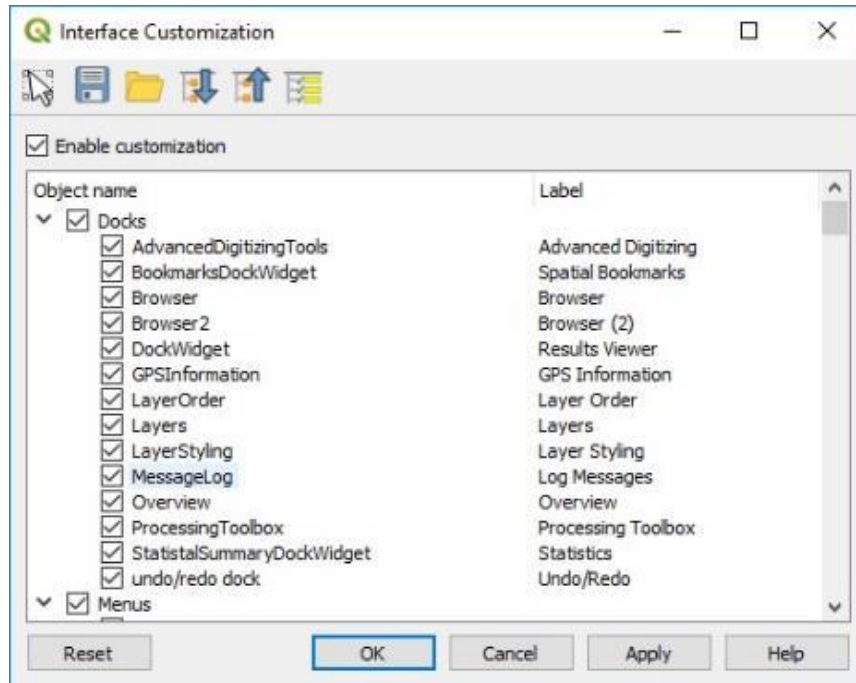 Interface Customization
Enable customization
Object name Label
Docks
AdvancedDigitizingTools Advanced Digitizing
BookmarksDockWidget Spatial Bookmarks
Browser Browser
Browser2 Browser (2)
DockWidget Results Viewer
GPSInformation GPS Information
LayerOrder Layer Order
Layers Layers
LayerStyling Layer Styling
MessageLog Log Messages
Overview Overview
ProcessingToolbox Processing Toolbox
StatistalSummaryDockWidget Statistics
undo/redo dock Undo/Redo
Menus
Reset OK Cancel Apply Help